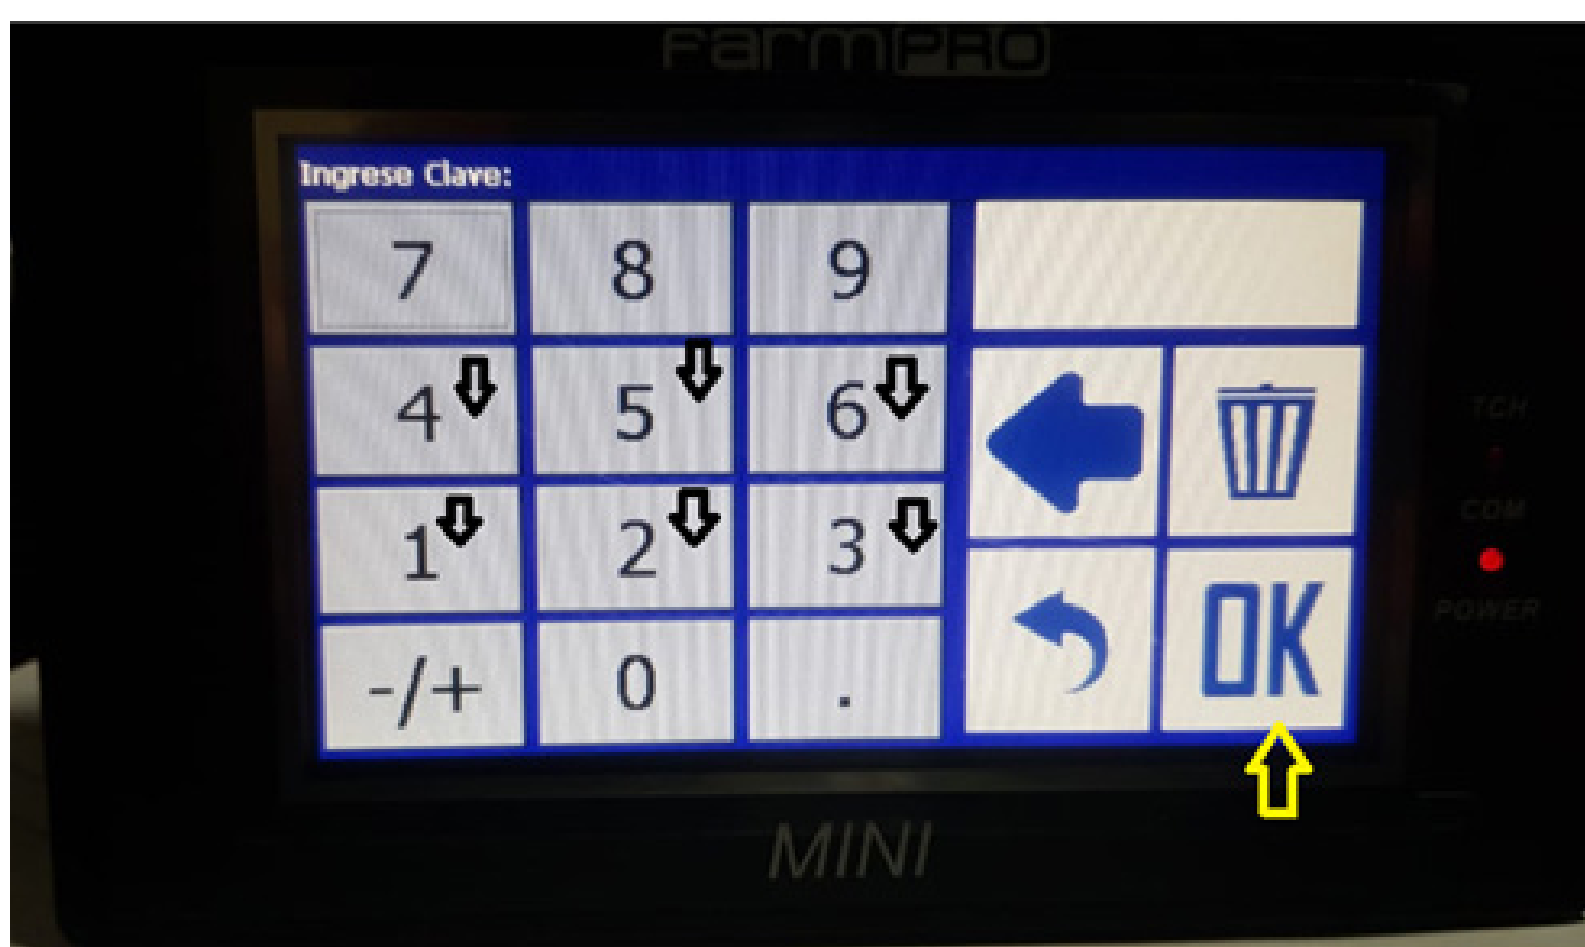 FarmPRO
Ingrese Clave:
7 8 9
4 5 6
1 2 3
-/+ 0 . OK
TCH
COM
POWER
MINI